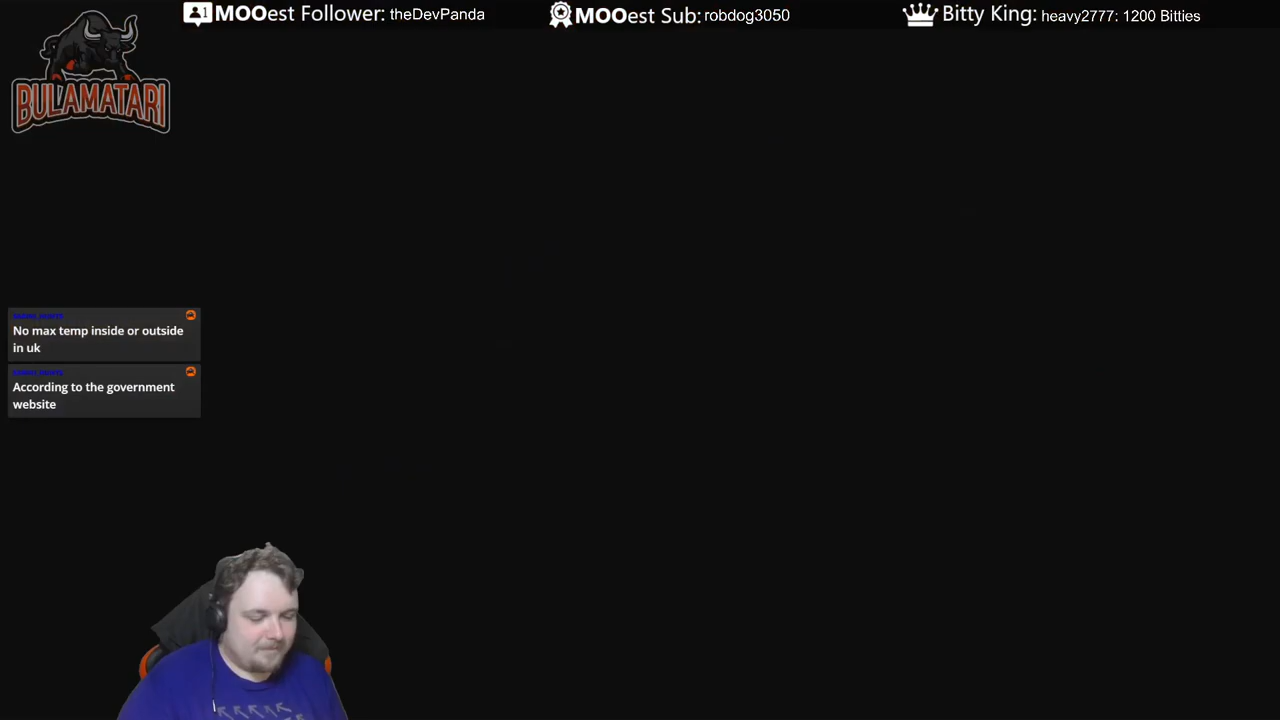 MOOest Follower: theDevPanda
MOOest Sub: robdog3050
Bitty King: heavy2777: 1200 Bitties
BULAMATARI
No max temp inside or outside
in uk
According to the government
website